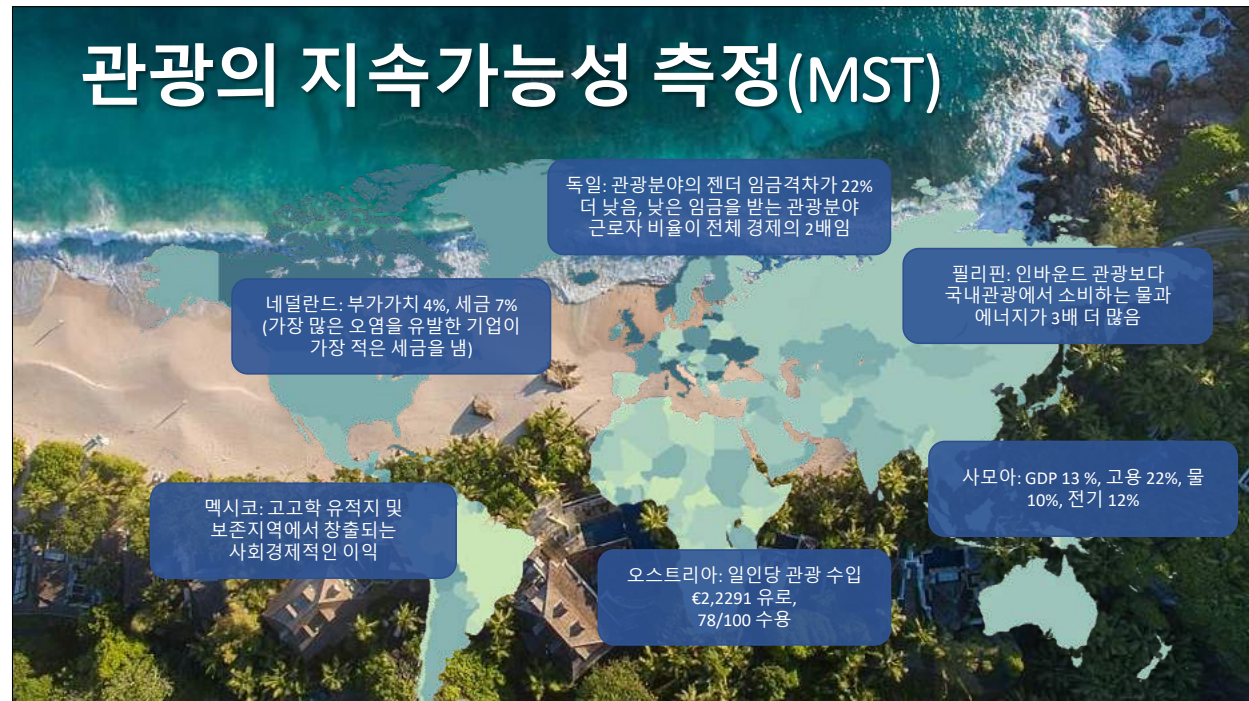 관광의 지속가능성 측정(MST)
독일: 관광분야의 젠더 임금격차가 22%
더 낮음, 낮은 임금을 받는 관광분야
근로자 비율이 전체 경제의 2배임
필리핀: 인바운드 관광보다
국내관광에서 소비하는 물과
에너지가 3배 더 많음
네덜란드: 부가가치 4%, 세금 7%
(가장 많은 오염을 유발한 기업이
가장 적은 세금을 냄)
사모아: GDP 13 %, 고용 22%, 물
10%, 전기 12%
멕시코: 고고학 유적지 및
보존지역에서 창출되는
사회경제적인 이익
오스트리아: 일인당 관광 수입
€2,2291 유로,
78/100 수용